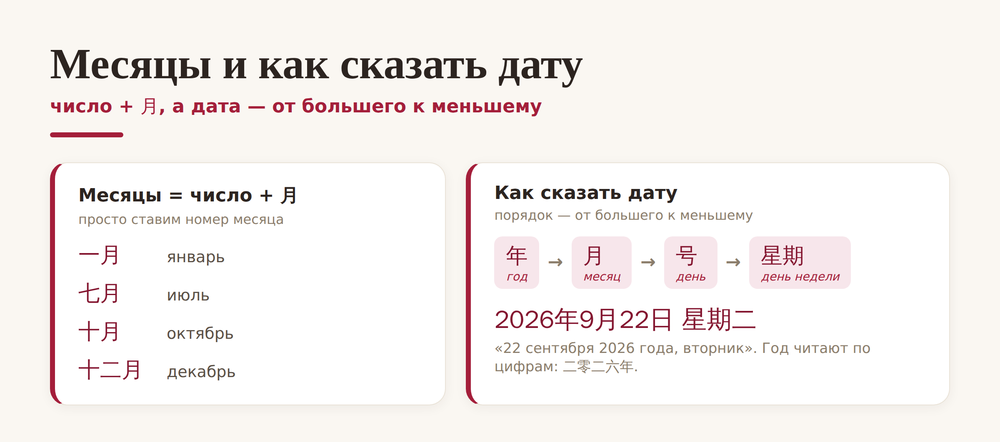 Месяцы и как сказать дату
число + 月, а дата — от большего к меньшему
Месяцы = число + 月
просто ставим номер месяца
一月 январь
七月 июль
十月 октябрь
十二月 декабрь
Как сказать дату
порядок — от большего к меньшему
年 → 月 → 号 → 星期
год месяц день день недели
2026年9月22日 星期二
«22 сентября 2026 года, вторник». Год читают по
цифрам: 二零二六年.